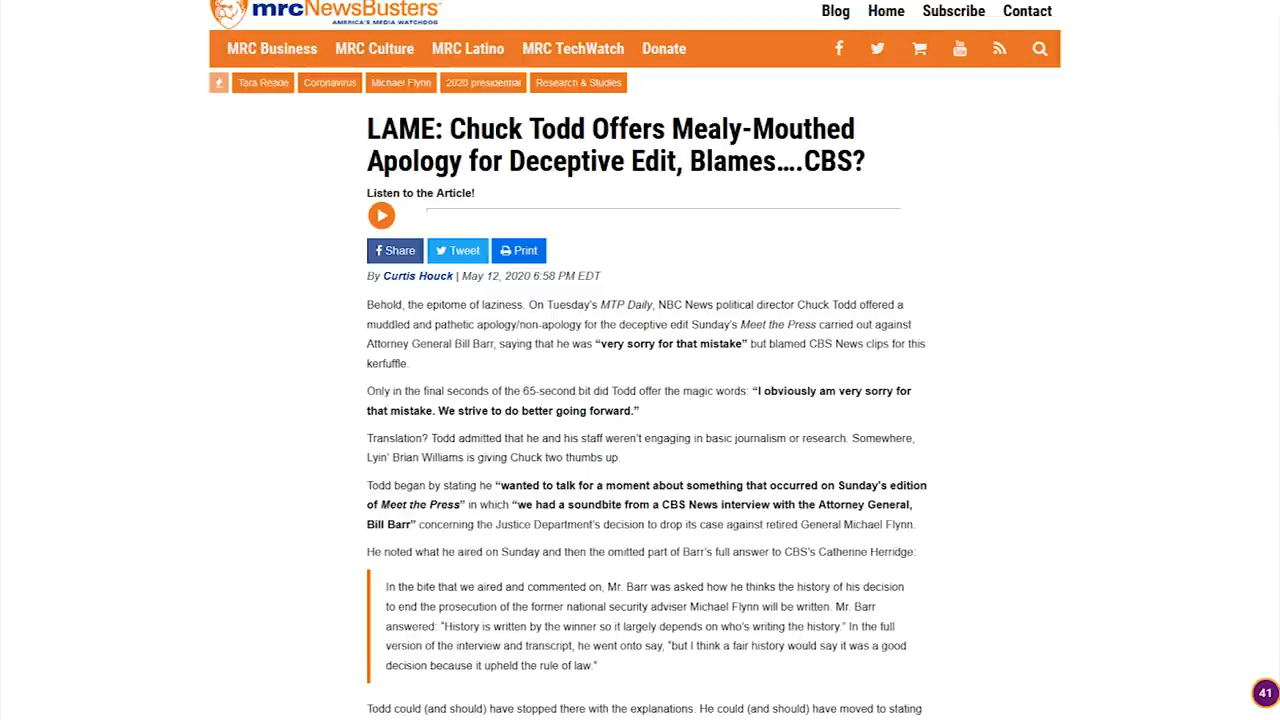 mrcNewsBusters
AMERICA'S MEDIA WATCHDOG
Blog Home Subscribe Contact
MRC Business MRC Culture MRC Latino MRC TechWatch Donate
Tara Reade Coronavirus Michael Flynn 2020 presidential Research & Studies
LAME: Chuck Todd Offers Mealy-Mouthed
Apology for Deceptive Edit, Blames….CBS?
Listen to the Article!
Share Tweet Print
By Curtis Houck | May 12, 2020 6:58 PM EDT
Behold, the epitome of laziness. On Tuesday's MTP Daily, NBC News political director Chuck Todd offered a
muddled and pathetic apology/non-apology for the deceptive edit Sunday's Meet the Press carried out against
Attorney General Bill Barr, saying that he was “very sorry for that mistake” but blamed CBS News clips for this
kerfuffle.
Only in the final seconds of the 65-second bit did Todd offer the magic words: “I obviously am very sorry for
that mistake. We strive to do better going forward.”
Translation? Todd admitted that he and his staff weren't engaging in basic journalism or research. Somewhere,
Lyin' Brian Williams is giving Chuck two thumbs up.
Todd began by stating he “wanted to talk for a moment about something that occurred on Sunday's edition
of Meet the Press” in which “we had a soundbite from a CBS News interview with the Attorney General,
Bill Barr” concerning the Justice Department's decision to drop its case against retired General Michael Flynn.
He noted what he aired on Sunday and then the omitted part of Barr's full answer to CBS's Catherine Herridge:
In the bite that we aired and commented on, Mr. Barr was asked how he thinks the history of his decision
to end the prosecution of the former national security adviser Michael Flynn will be written. Mr. Barr
answered: “History is written by the winner so it largely depends on who's writing the history.” In the full
version of the interview and transcript, he went onto say, “but I think a fair history would say it was a good
decision because it upheld the rule of law.”
Todd could (and should) have stopped there with the explanations. He could (and should) have moved to stating
41